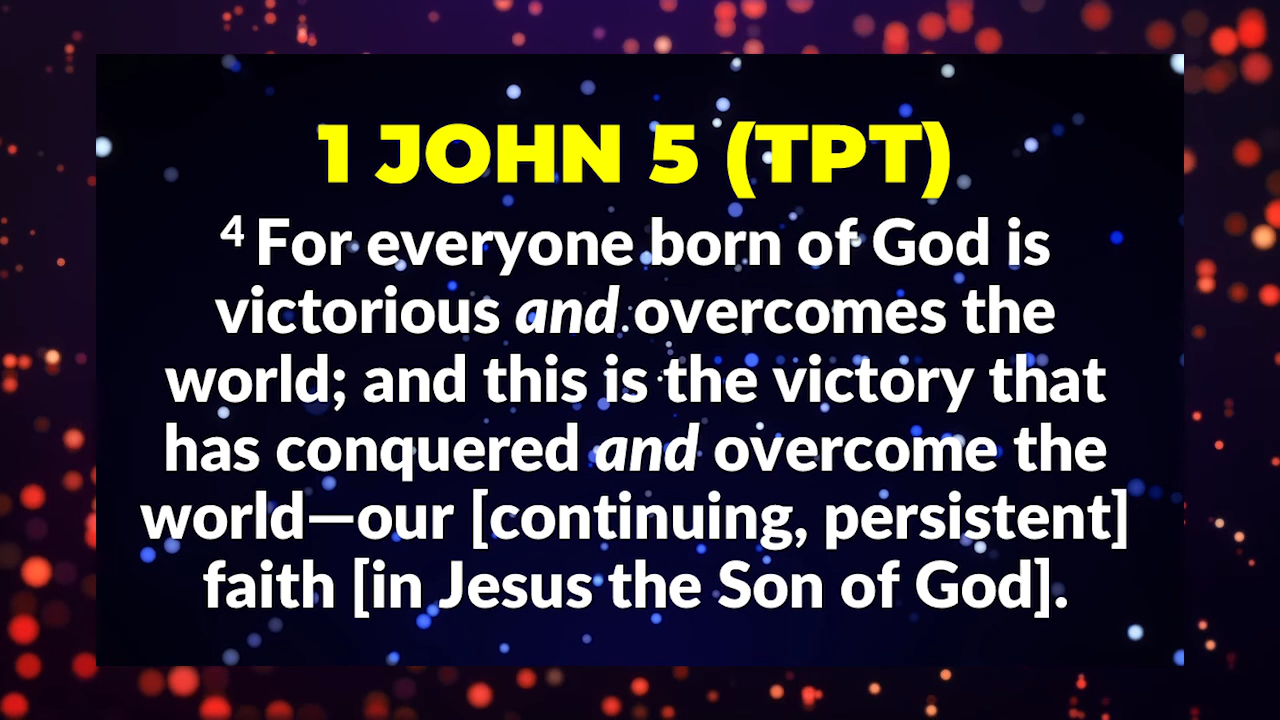 1 JOHN 5 (TPT)
4 For everyone born of God is
victorious and overcomes the
world; and this is the victory that
has conquered and overcome the
world—our [continuing, persistent]
faith [in Jesus the Son of God].